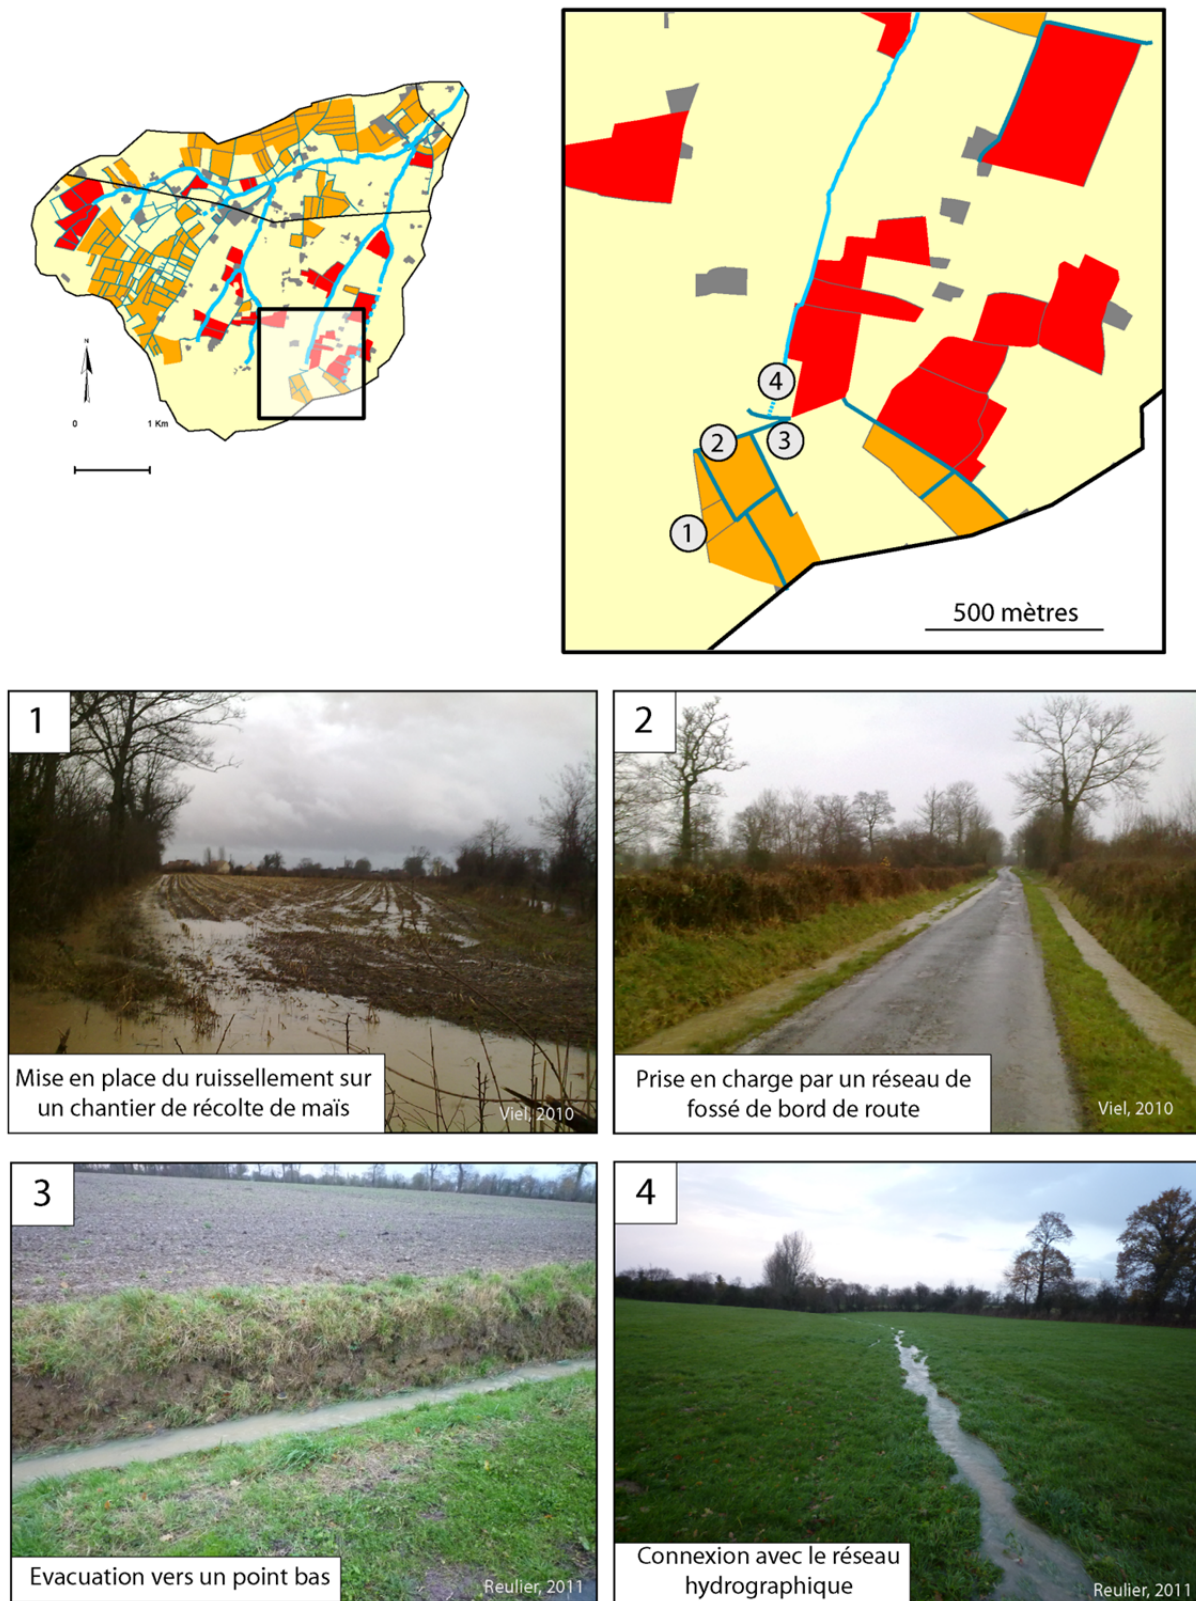 N
0
1 Km
4
2
3
1
500 mètres
1
Mise en place du ruissellement sur
un chantier de récolte de maïs
Viel, 2010
2
Prise en charge par un réseau de
fossé de bord de route
Viel, 2010
3
Evacuation vers un point bas
Reulier, 2011
4
Connexion avec le réseau
hydrographique
Reulier, 2011